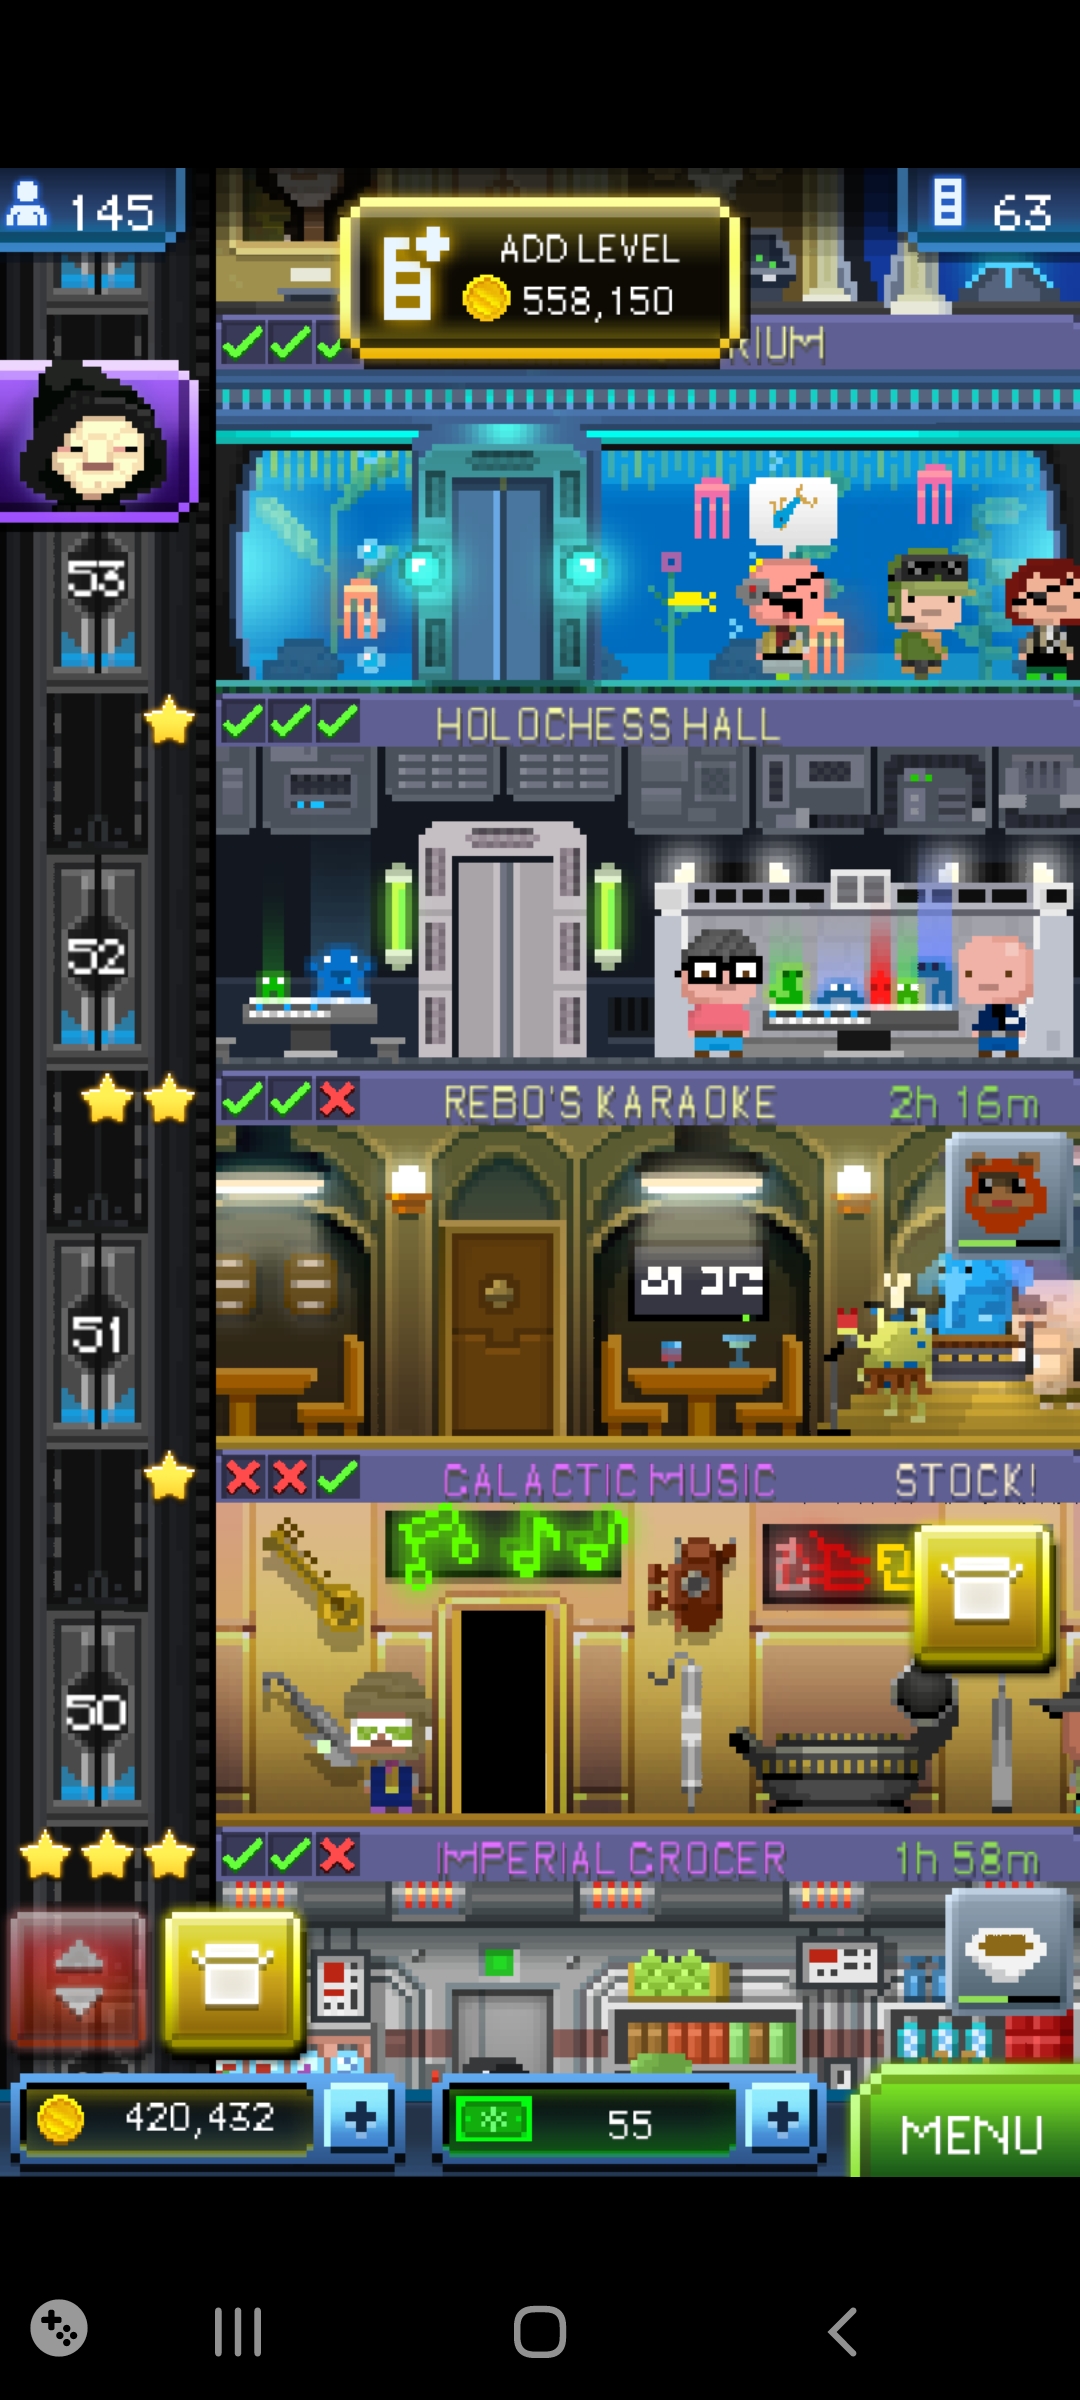 145
ADD LEVEL
558,150
63
RIUM
53
HOLOCHESS HALL
52
REBO'S KARAOKE 2h 16m
51
GALACTIC MUSIC STOCK!
50
IMPERIAL GROCER 1h 58m
420,432
55
MENU